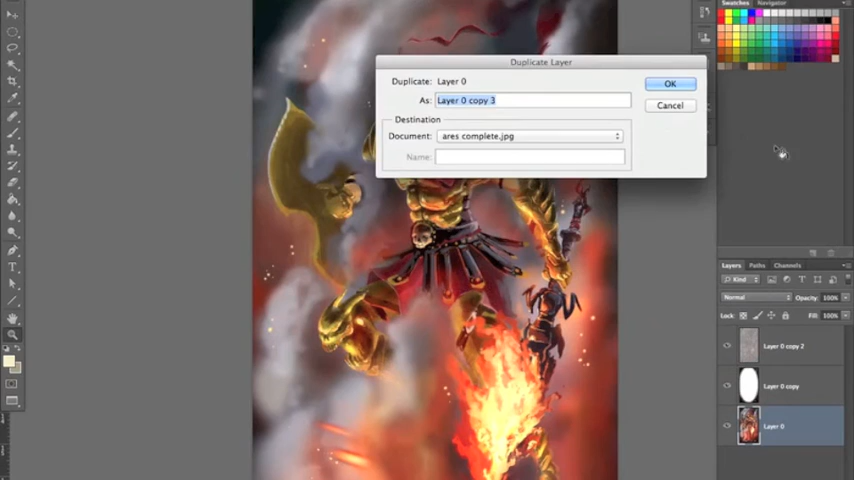 Swatches Navigator
Duplicate Layer
Duplicate: Layer 0
OK
As: Layer 0 copy 3
Cancel
Destination
Document: ares complete.jpg
Name:
Layers Paths Channels
Kind
Normal Opacity: 100%
Lock: Fill: 100%
Layer 0 copy 2
Layer 0 copy
Layer 0